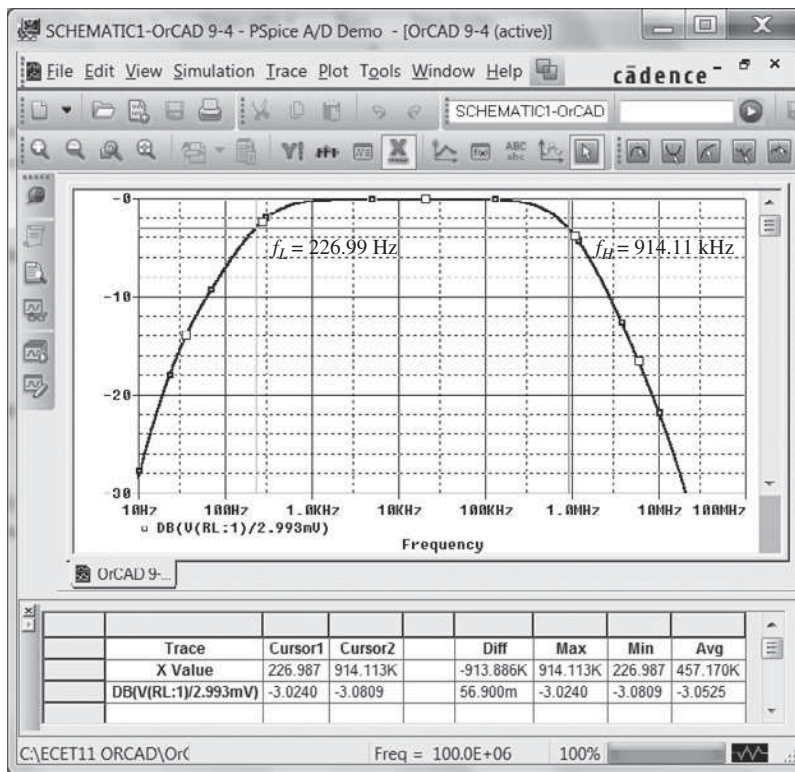 SCHEMATIC1-OrCAD 9-4 - PSpice A/D Demo - [OrCAD 9-4 (active)]
File Edit View Simulation Trace Plot Tools Window Help
cādence
SCHEMATIC1-OrCAD
ABC
abc
-0
-10
-20
-30
fL = 226.99 Hz
fH = 914.11 kHz
10Hz 100Hz 1.0KHz 10KHz 100KHz 1.0MHz 10MHz 100MHz
DB(V(RL:1)/2.993mV)
Frequency
OrCAD 9-...
Trace Cursor1 Cursor2 Diff Max Min Avg
X Value 226.987 914.113K -913.886K 914.113K 226.987 457.170K
DB(V(RL:1)/2.993mV) -3.0240 -3.0809 56.900m -3.0240 -3.0809 -3.0525
C:\ECET11 ORCAD\Or Freq = 100.0E+06 100%